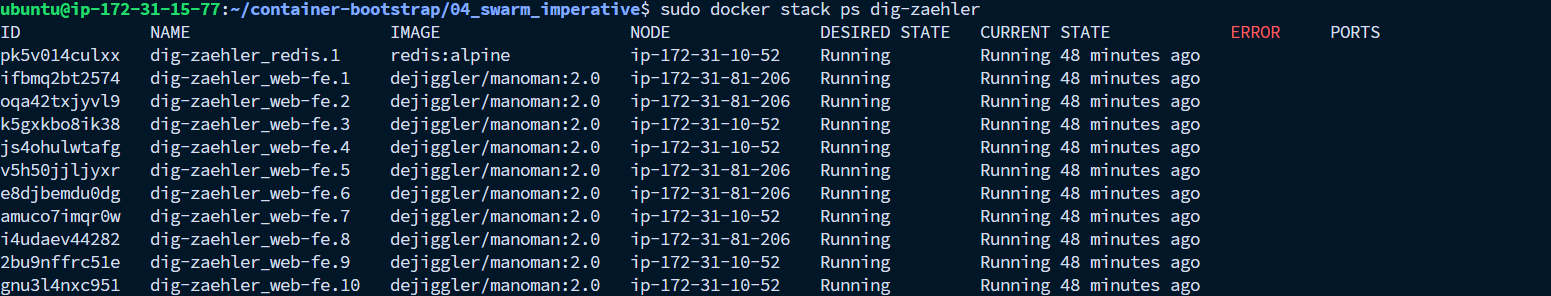 ubuntu@ip-172-31-15-77:~/container-bootstrap/04_swarm_imperative$ sudo docker stack ps dig-zaehler
ID NAME IMAGE NODE DESIRED STATE CURRENT STATE ERROR PORTS
pk5v014culxx dig-zaehler_redis.1 redis:alpine ip-172-31-10-52 Running Running 48 minutes ago
ifbmq2bt2574 dig-zaehler_web-fe.1 dejiggler/manoman:2.0 ip-172-31-81-206 Running Running 48 minutes ago
oqa42txjyvl9 dig-zaehler_web-fe.2 dejiggler/manoman:2.0 ip-172-31-81-206 Running Running 48 minutes ago
k5gxkbo8ik38 dig-zaehler_web-fe.3 dejiggler/manoman:2.0 ip-172-31-10-52 Running Running 48 minutes ago
js4ohulwtafg dig-zaehler_web-fe.4 dejiggler/manoman:2.0 ip-172-31-10-52 Running Running 48 minutes ago
v5h50jjljyxr dig-zaehler_web-fe.5 dejiggler/manoman:2.0 ip-172-31-81-206 Running Running 48 minutes ago
e8djbemdu0dg dig-zaehler_web-fe.6 dejiggler/manoman:2.0 ip-172-31-81-206 Running Running 48 minutes ago
amuco7imqr0w dig-zaehler_web-fe.7 dejiggler/manoman:2.0 ip-172-31-10-52 Running Running 48 minutes ago
i4udaev44282 dig-zaehler_web-fe.8 dejiggler/manoman:2.0 ip-172-31-81-206 Running Running 48 minutes ago
2bu9nffrc51e dig-zaehler_web-fe.9 dejiggler/manoman:2.0 ip-172-31-10-52 Running Running 48 minutes ago
gnu3l4nxc951 dig-zaehler_web-fe.10 dejiggler/manoman:2.0 ip-172-31-10-52 Running Running 48 minutes ago